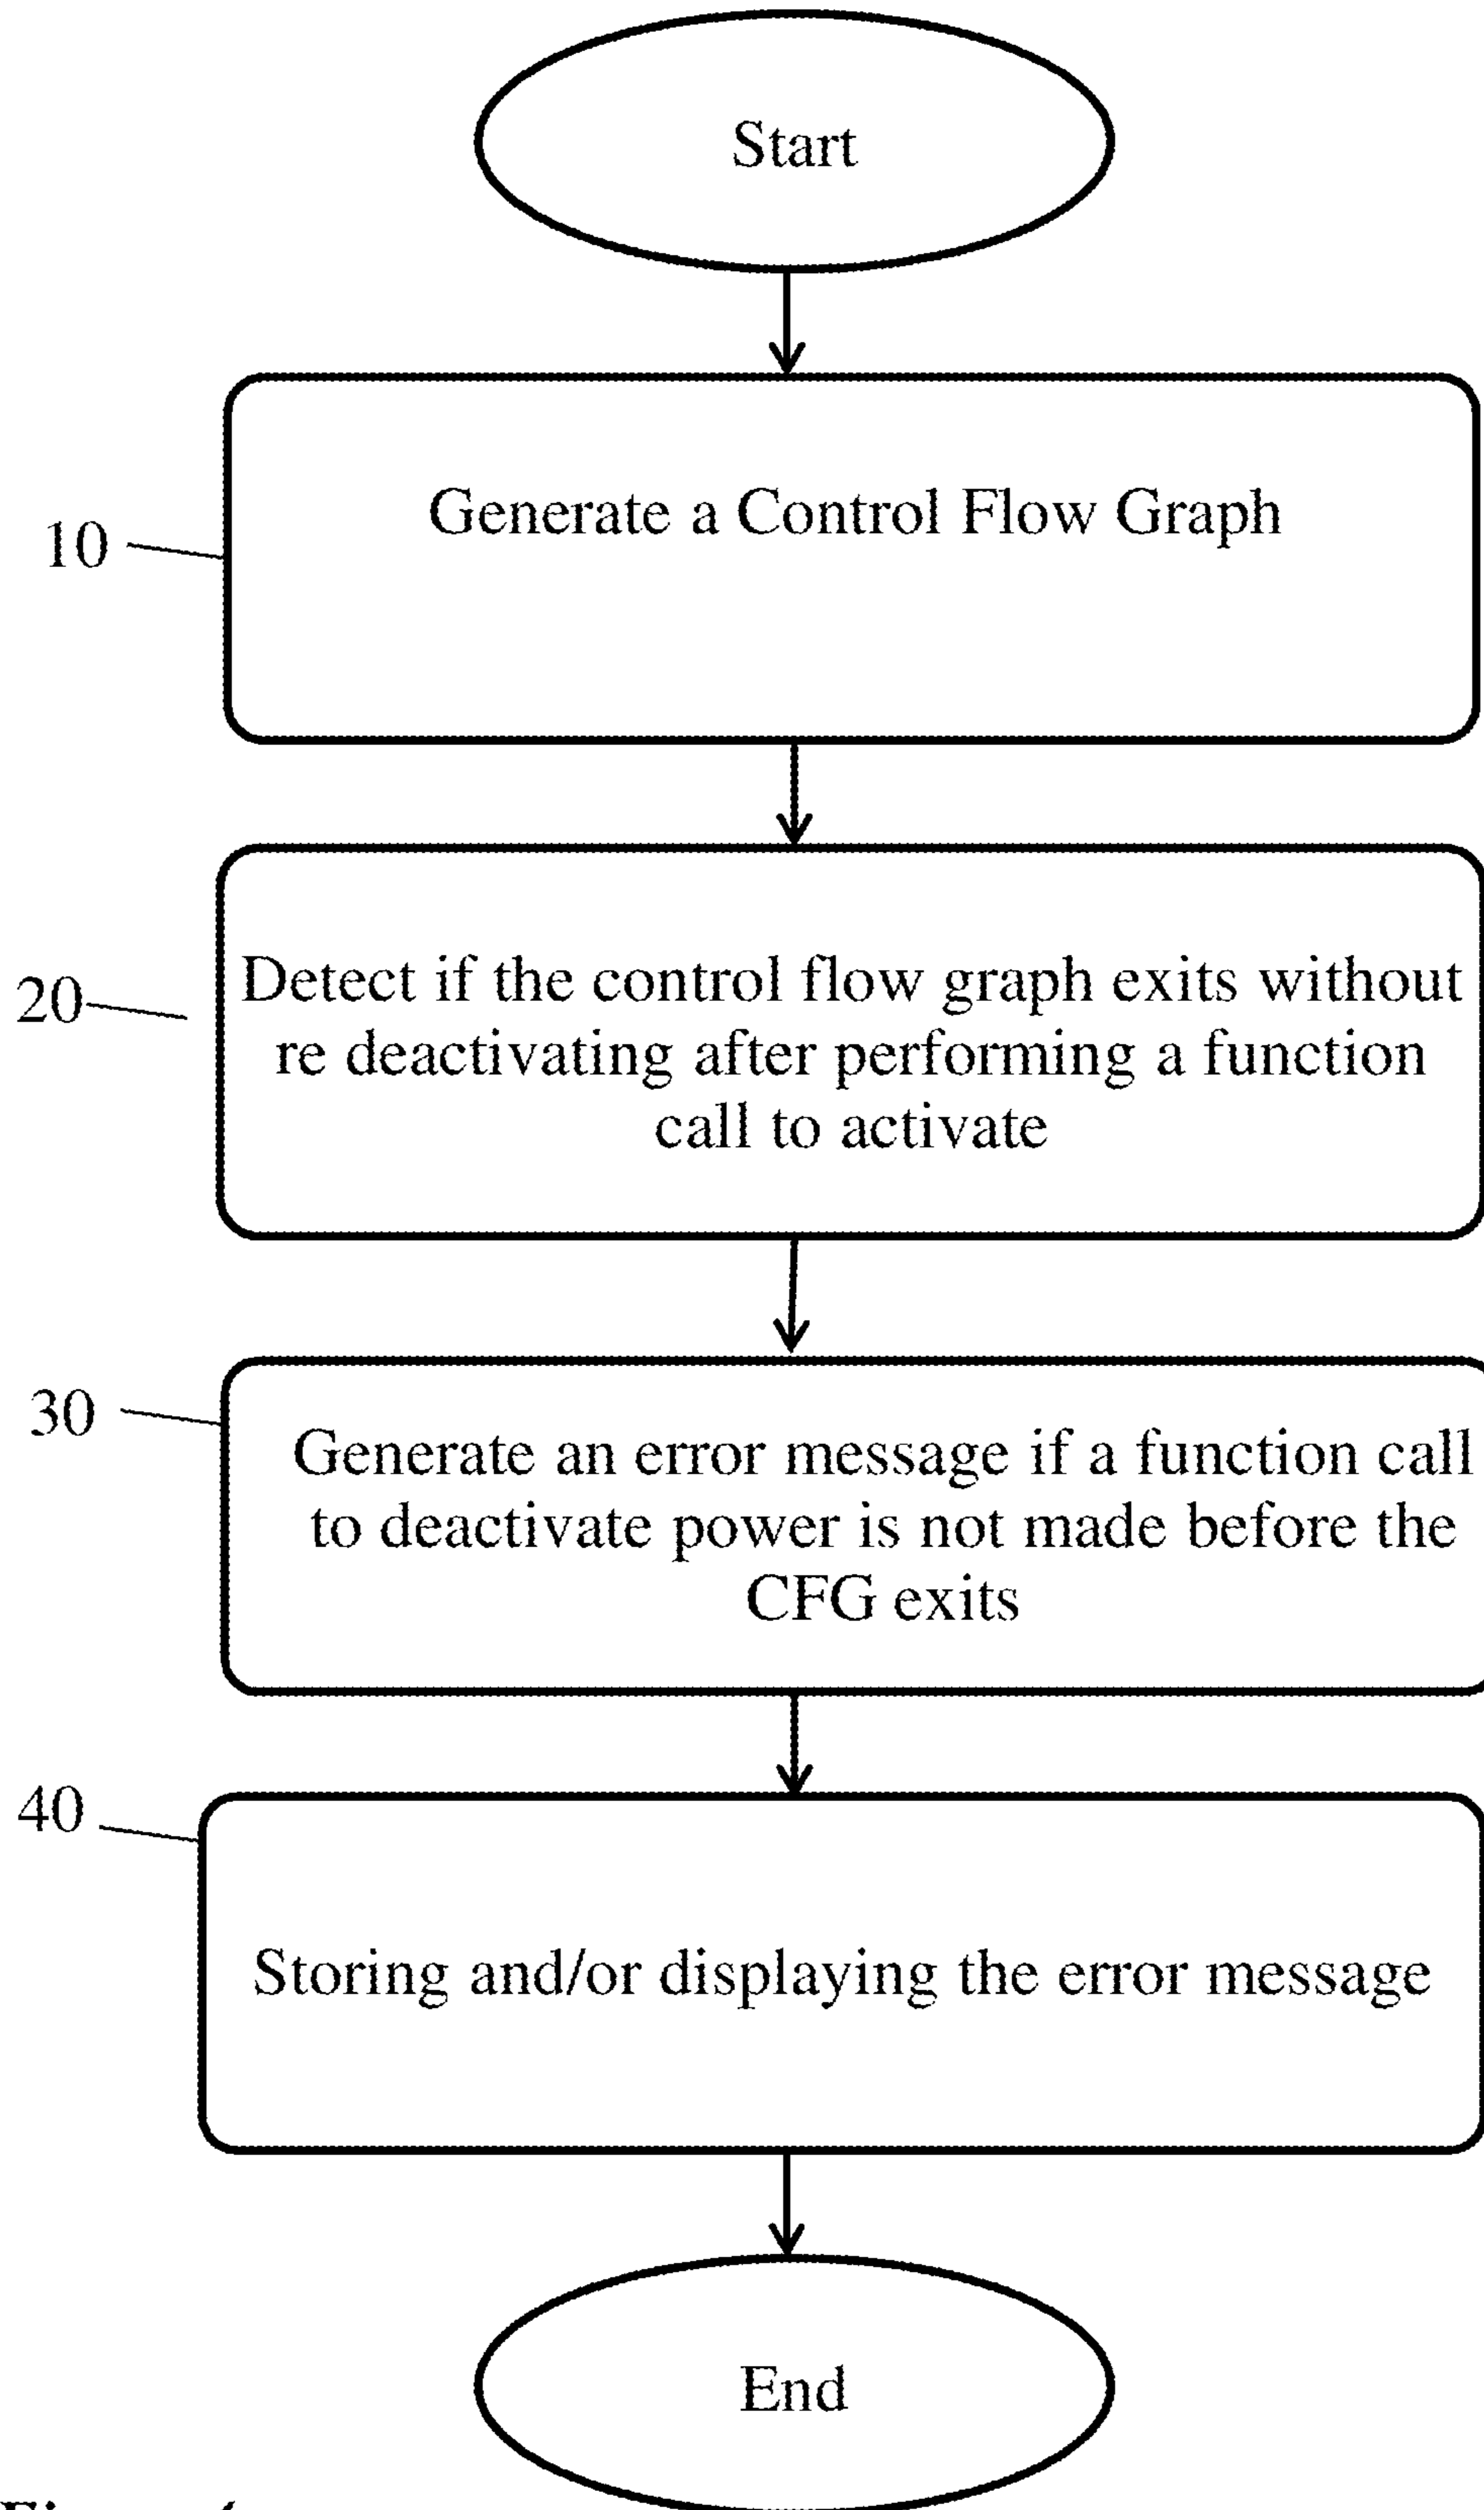 Start
Generate a Control Flow Graph
10
Detect if the control flow graph exits without
20
re deactivating after performing a function
call to activate
30
Generate an error message if a function call
to deactivate power is not made before the
CFG exits
40
Storing and/or displaying the error message
End